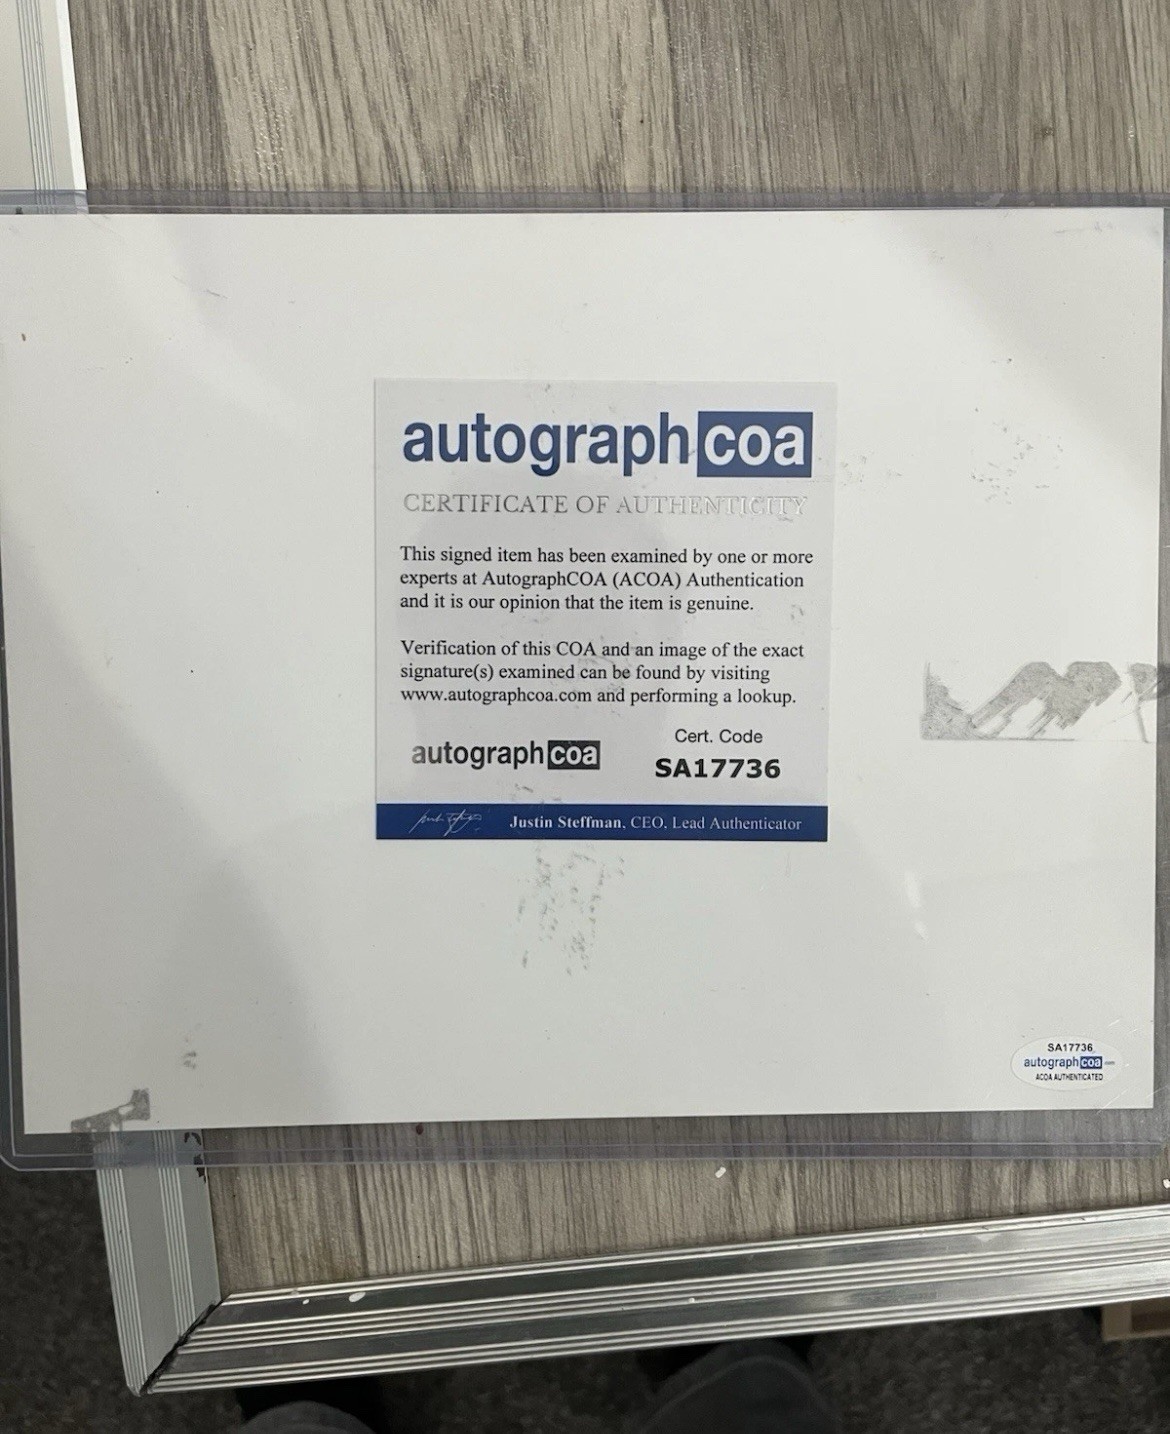 autographcoa
CERTIFICATE OF AUTHENTICITY
This signed item has been examined by one or more
experts at AutographCOA (ACOA) Authentication
and it is our opinion that the item is genuine.
Verification of this COA and an image of the exact
signature(s) examined can be found by visiting
www.autographcoa.com and performing a lookup.
autographcoa
Cert. Code
SA17736
Justin Steffman, CEO, Lead Authenticator
SA17736
autographcoa.com
ACOA AUTHENTICATED